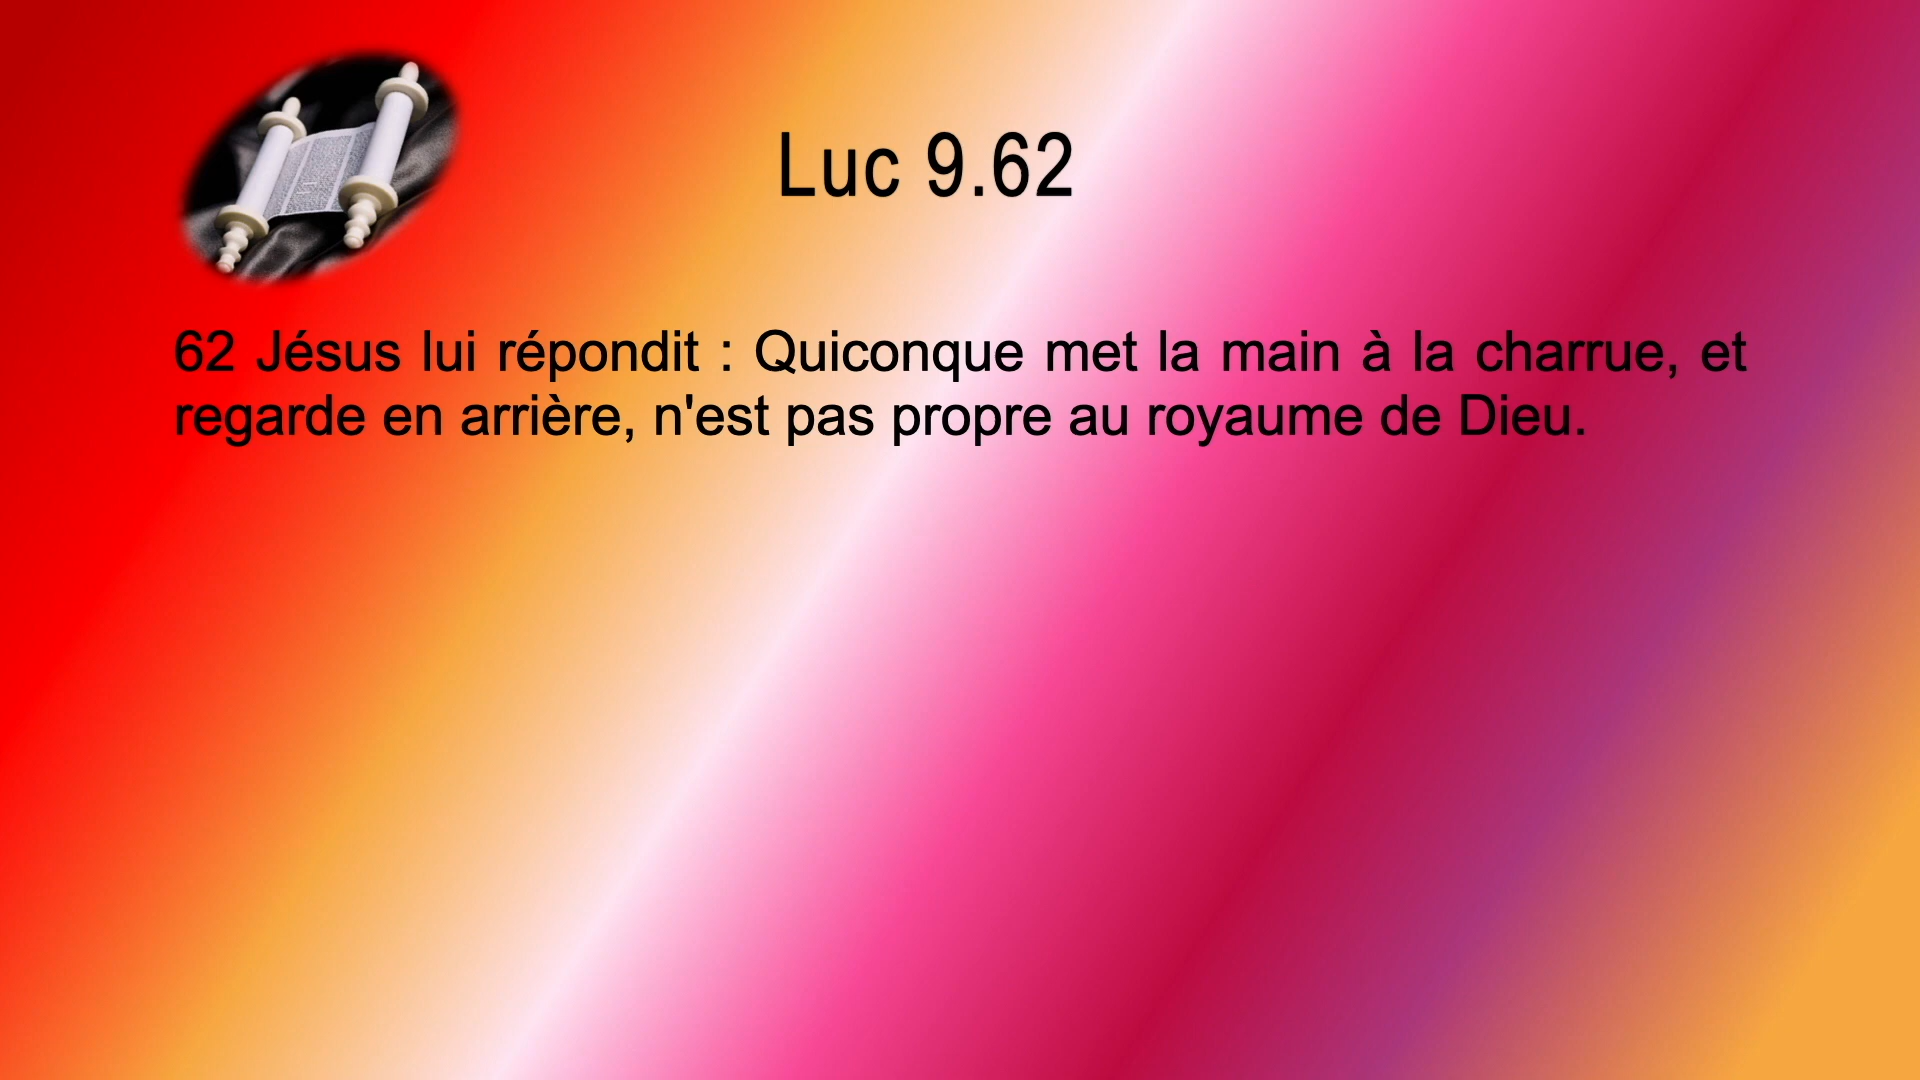 Luc 9.62
62 Jésus lui répondit : Quiconque met la main à la charrue, et
regarde en arrière, n'est pas propre au royaume de Dieu.